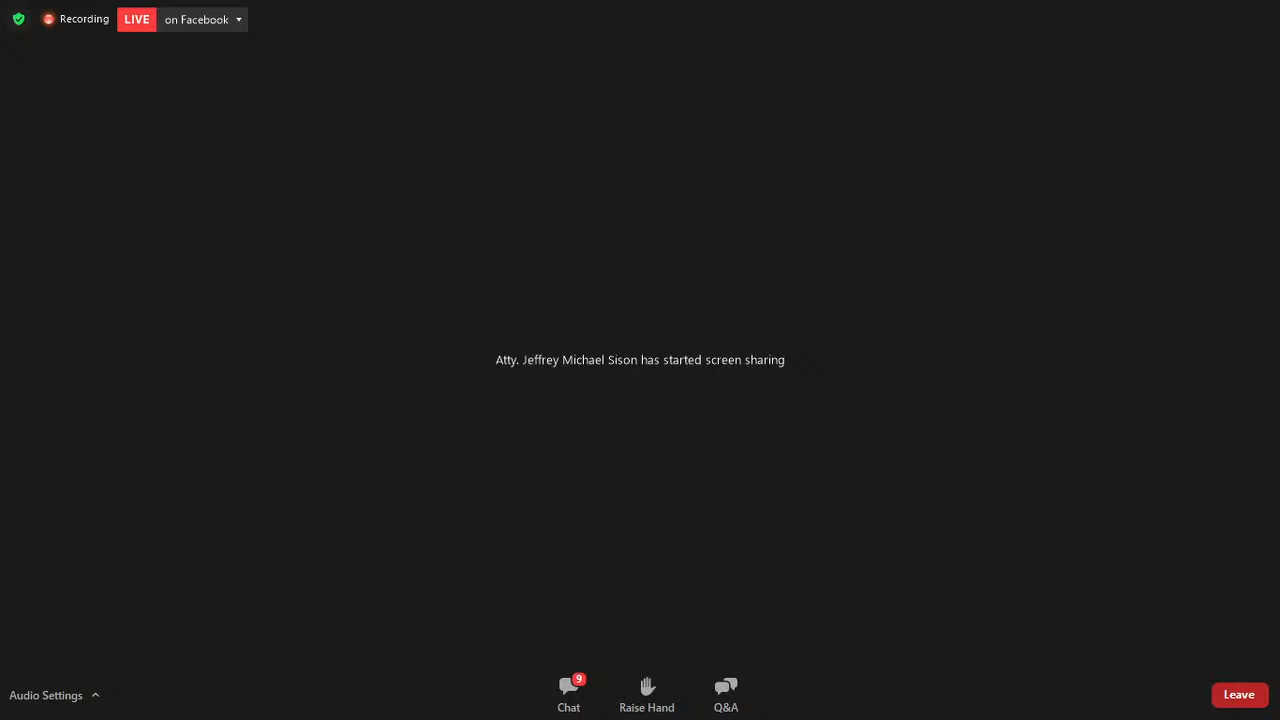 Recording LIVE on Facebook
Atty. Jeffrey Michael Sison has started screen sharing
9
Audio Settings Chat Raise Hand Q&A Leave